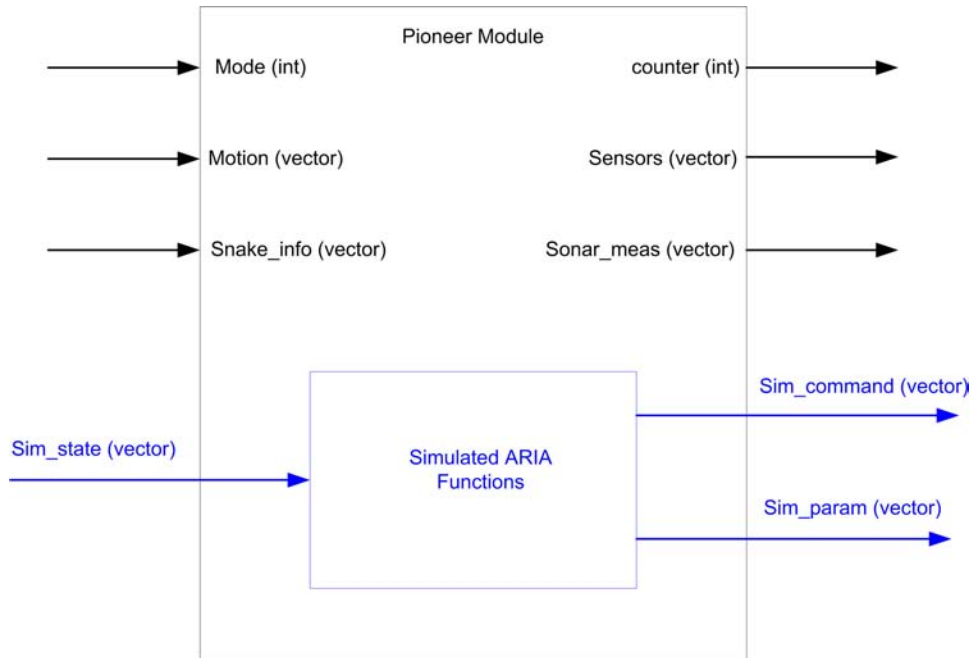 Pioneer Module
Mode (int)
counter (int)
Motion (vector)
Sensors (vector)
Snake_info (vector)
Sonar_meas (vector)
Sim_command (vector)
Sim_state (vector)
Simulated ARIA
Functions
Sim_param (vector)